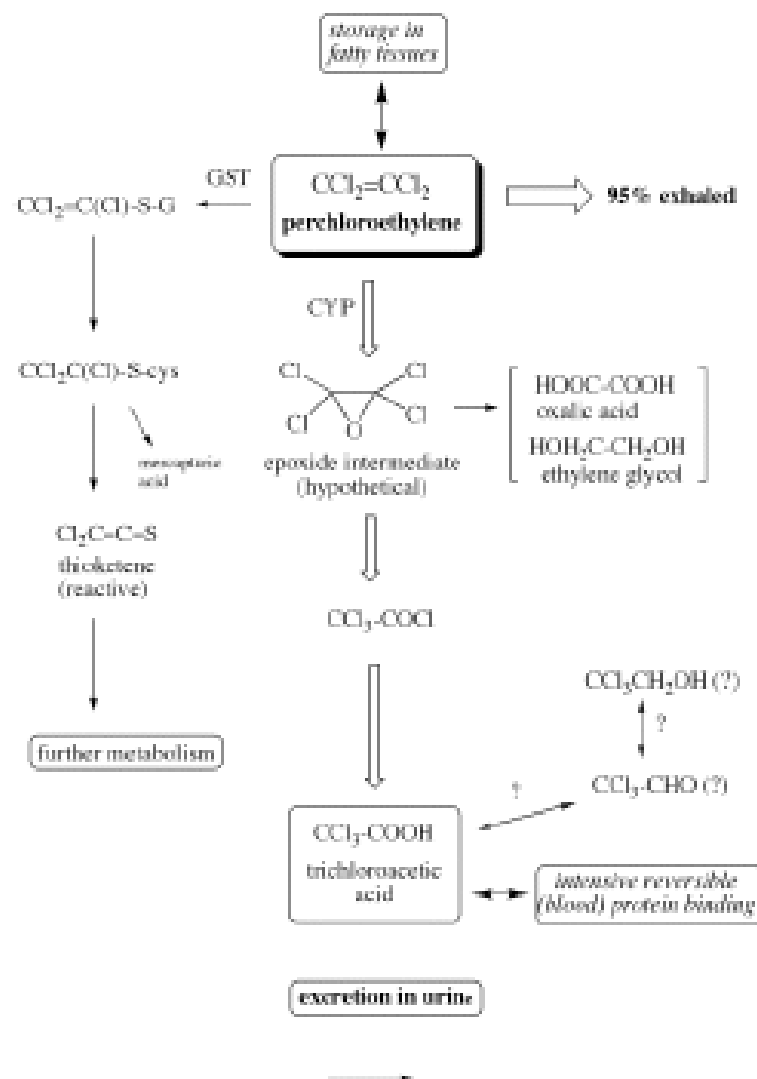 storage in
fatty tissues
GST
CCl₂=CCl₂
perchloroethylene
95% exhaled
CCl₂=C(Cl)-S-G
CYP
CCl₂C(Cl)-S-cys
mercapturic
acid
Cl
Cl
Cl
Cl
O
epoxide intermediate
(hypothetical)
HOOC-COOH
oxalic acid
HOH₂C-CH₂OH
ethylene glycol
Cl₂C=C=S
thioketene
(reactive)
CCl₃-COCl
further metabolism
CCl₃CH₂OH (?)
?
CCl₃-CHO (?)
?
CCl₃-COOH
trichloroacetic
acid
intensive reversible
(blood) protein binding
excretion in urine